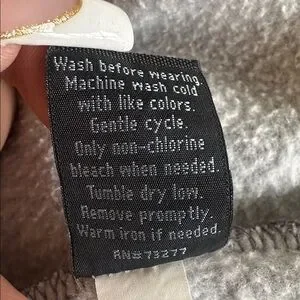 Wash before wearing.
Machine wash cold
with like colors.
Gentle cycle.
Only non-chlorine
bleach when needed.
Tumble dry low.
Remove promptly.
Warm iron if needed.
RN# 73277